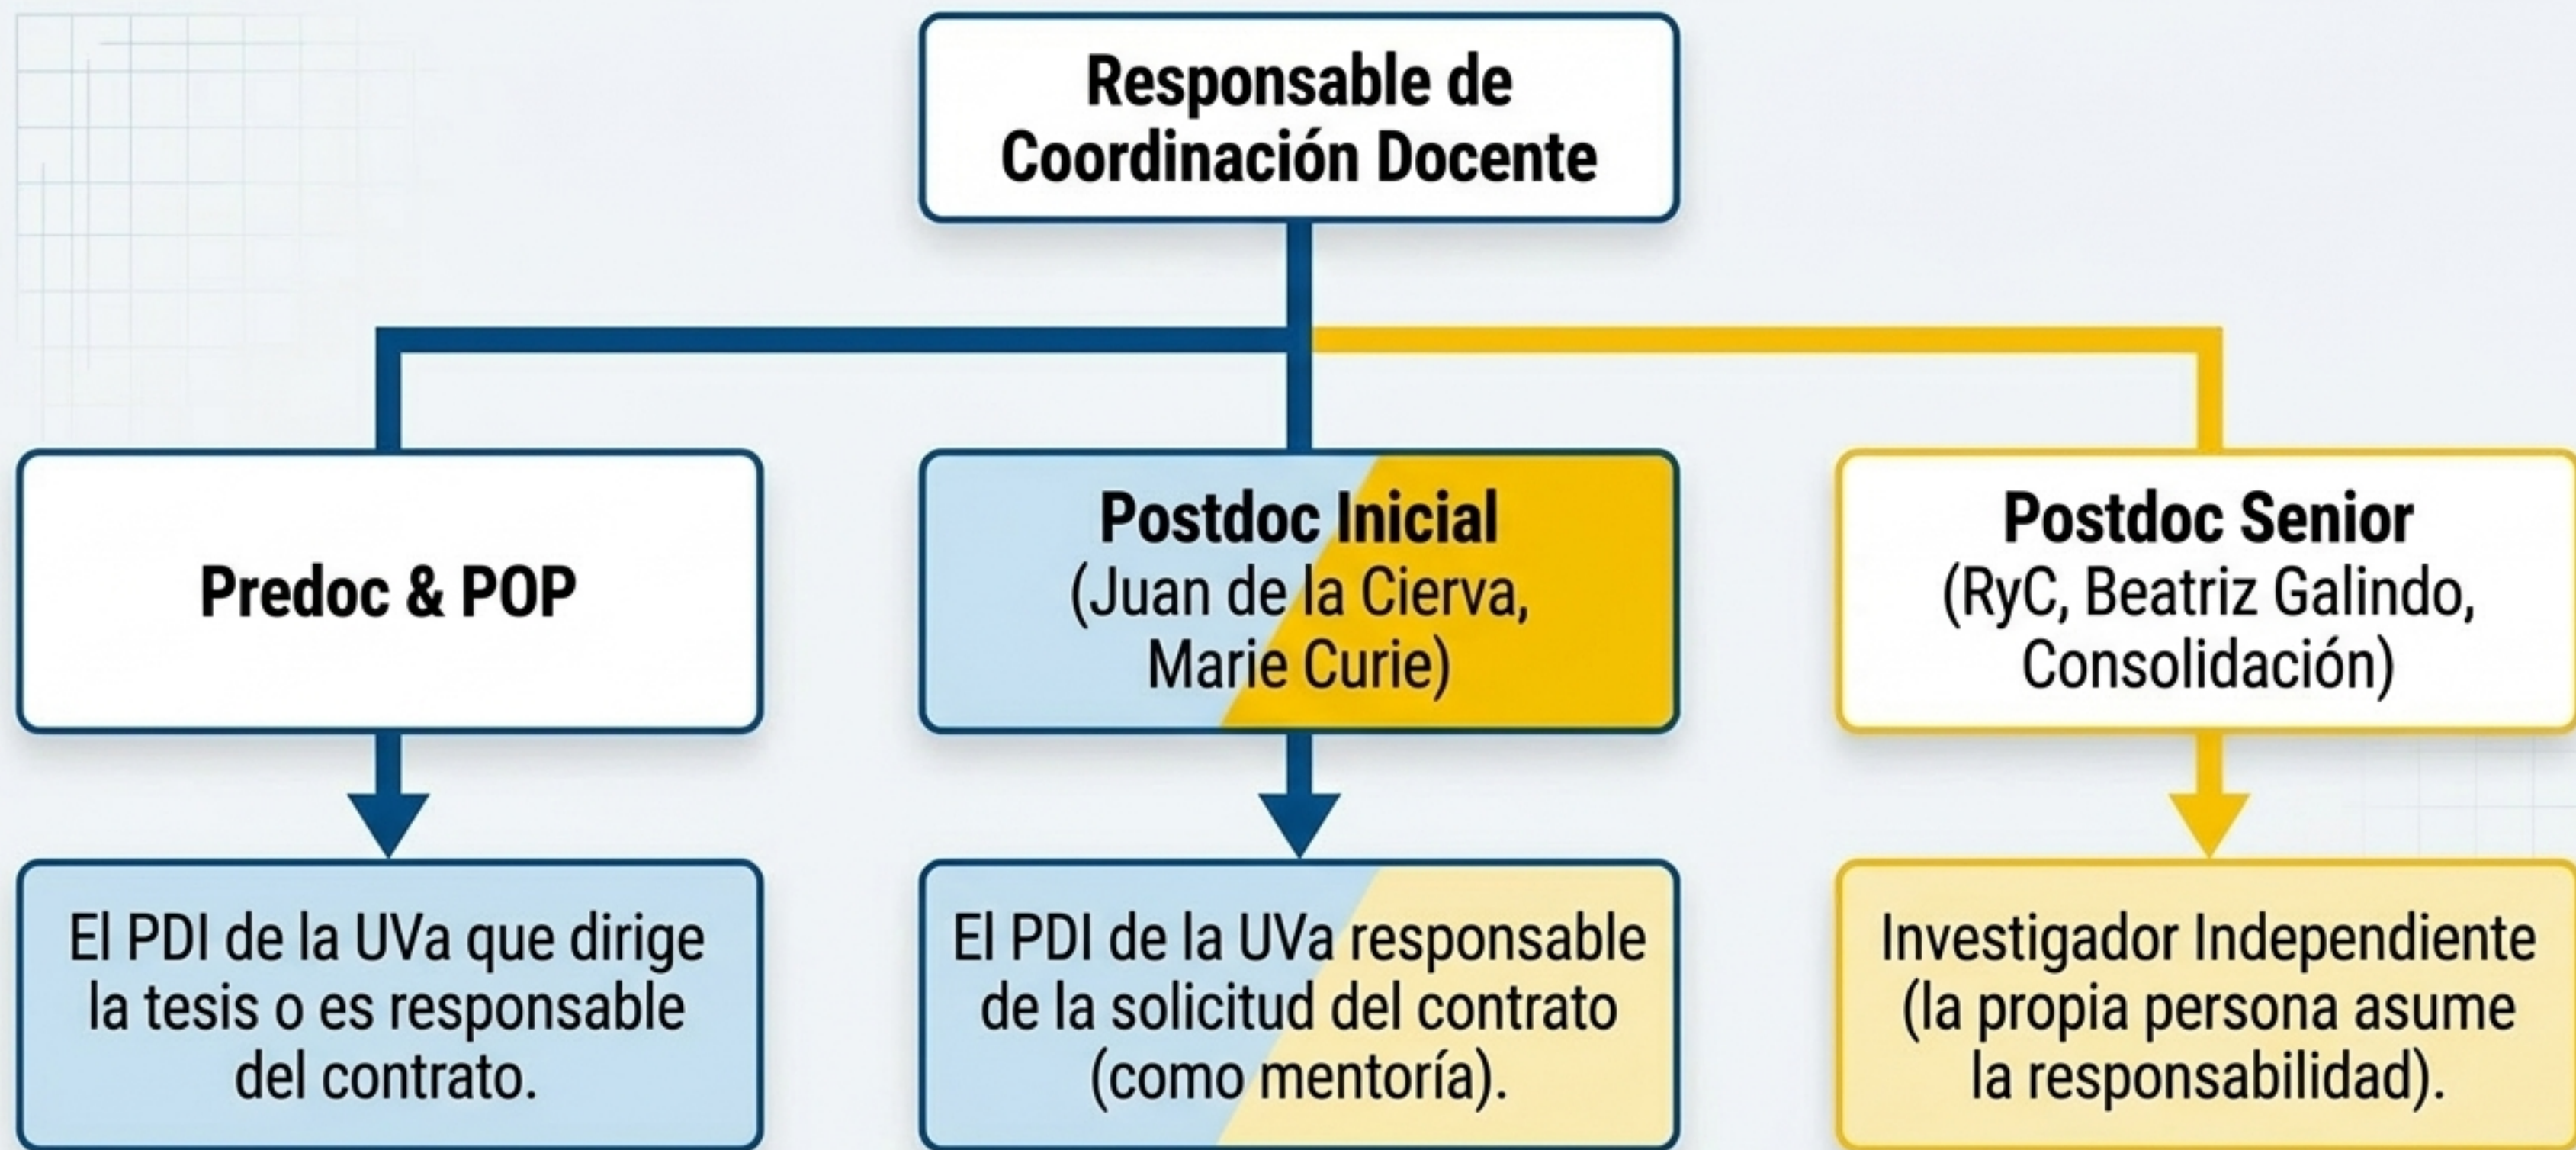 Responsable de
Coordinación Docente
Predoc & POP
Postdoc Inicial
(Juan de la Cierva,
Marie Curie)
Postdoc Senior
(RyC, Beatriz Galindo,
Consolidación)
El PDI de la UVa que dirige
la tesis o es responsable
del contrato.
El PDI de la UVa responsable
de la solicitud del contrato
(como mentoría).
Investigador Independiente
(la propia persona asume
la responsabilidad).